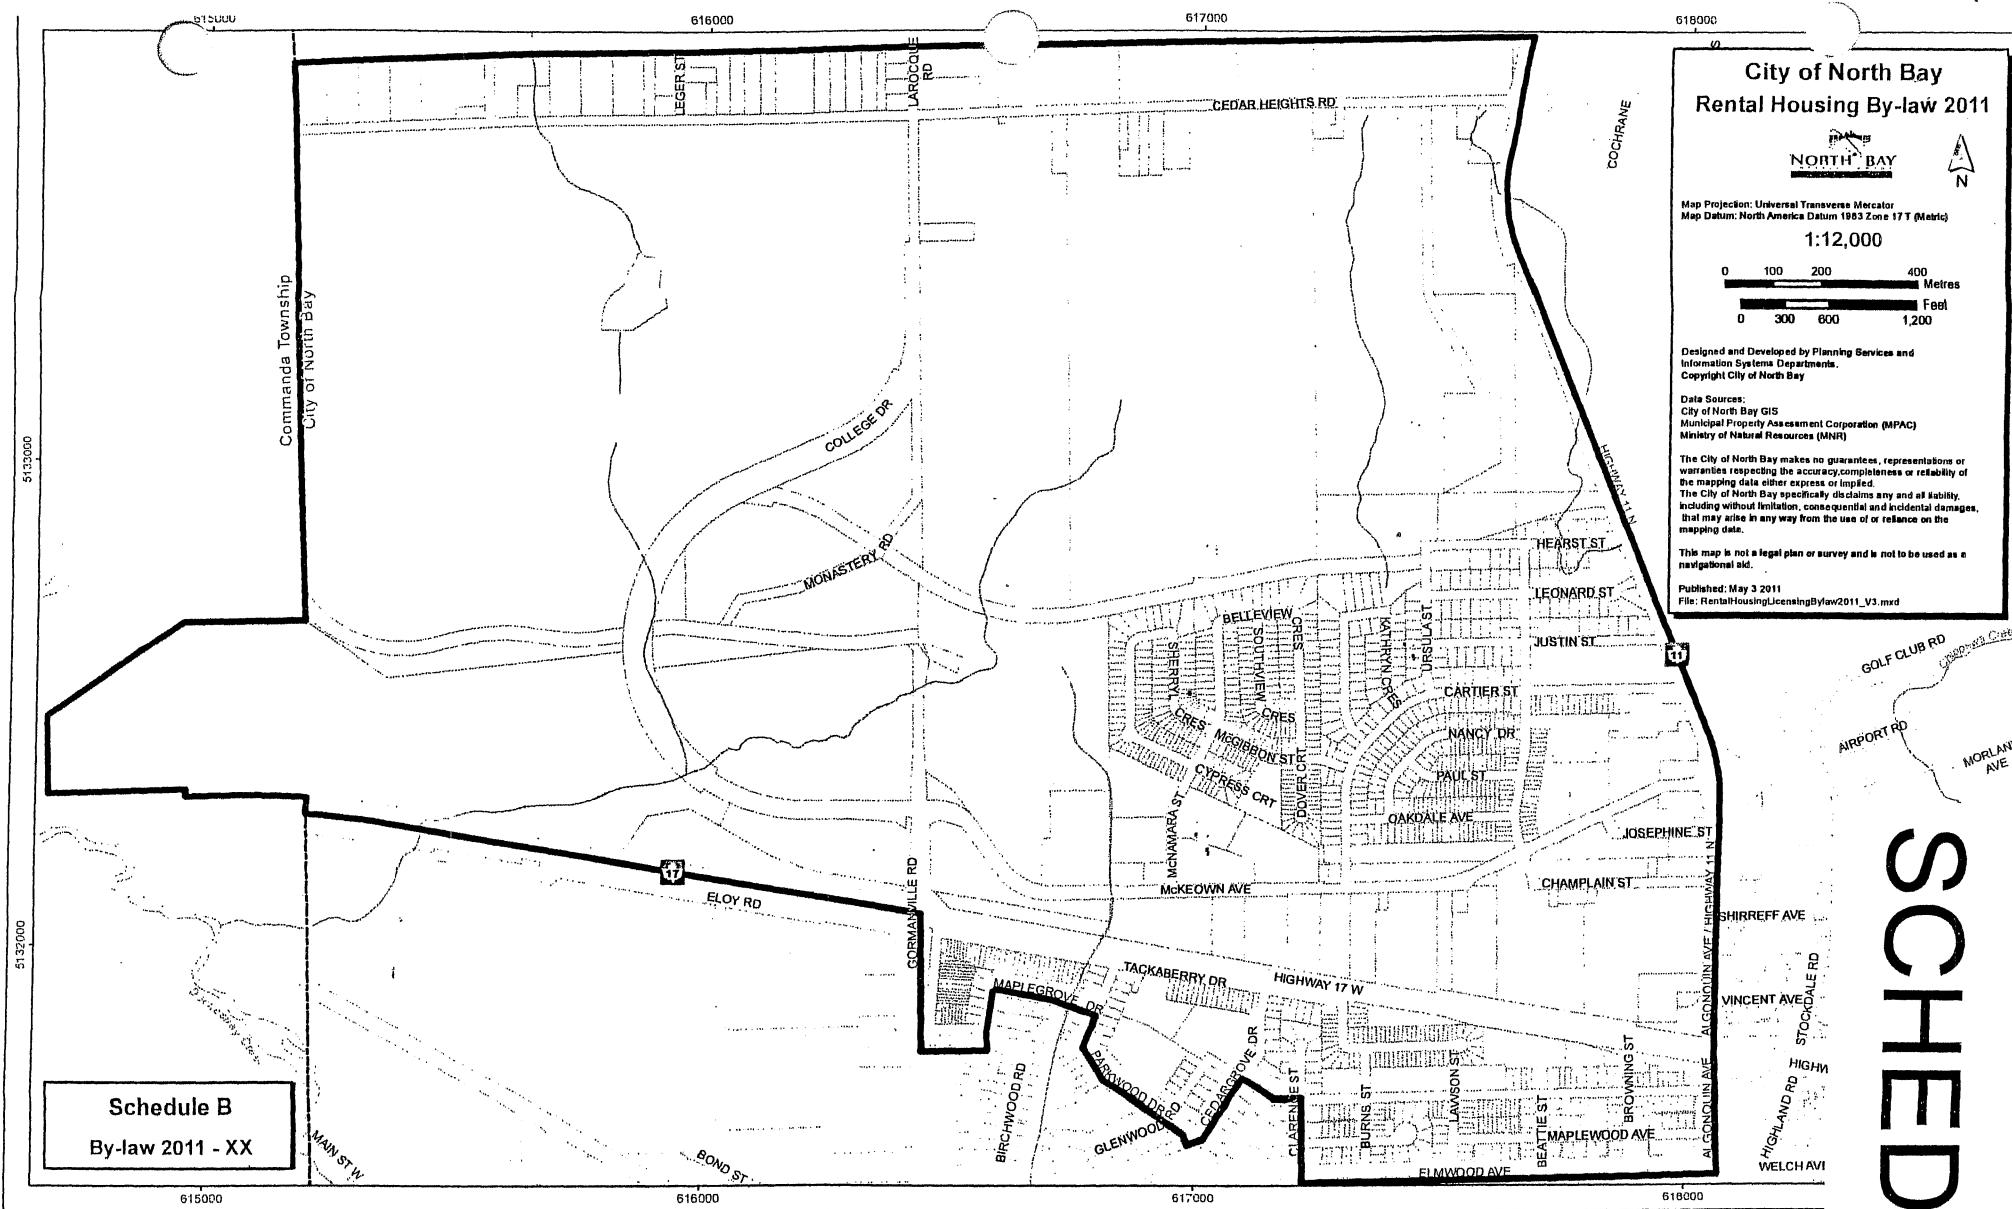 615000
616000
617000
618000
City of North Bay
Rental Housing By-law 2011
NORTH BAY
N
Map Projection: Universal Transverse Mercator
Map Datum: North America Datum 1983 Zone 17 T (Metric)
1:12,000
0 100 200 400
Metres
Feet
0 300 600 1,200
Designed and Developed by Planning Services and
Information Systems Departments.
Copyright City of North Bay
Data Sources:
City of North Bay GIS
Municipal Property Assessment Corporation (MPAC)
Ministry of Natural Resources (MNR)
The City of North Bay makes no guarantees, representations or
warranties respecting the accuracy,completeness or reliability of
the mapping data either express or implied.
The City of North Bay specifically disclaims any and all liability,
including without limitation, consequential and incidental damages,
that may arise in any way from the use of or reliance on the
mapping data.
This map is not a legal plan or survey and is not to be used as a
navigational aid.
Published: May 3 2011
File: RentalHousingLicensingBylaw2011_V3.mxd
LEGER ST
LAROCQUE
RD
CEDAR HEIGHTS RD
COCHRANE
Commanda Township
City of North Bay
5133000
COLLEGE DR
HIGHWAY 11 N
MONASTERY RD
HEARST ST
LEONARD ST
BELLEVIEW
CRES
SOUTHVIEW
CRES
SHERRYL
CRES
KATHRYN CRES
URSULA ST
JUSTIN ST
11
GOLF CLUB RD
CARTIER ST
McGIBBON ST
NANCY DR
AIRPORT RD
AVE
CYPRESS CRT
DOVER CRT
PAUL ST
McNAMARA ST
OAKDALE AVE
JOSEPHINE ST
17
ELOY RD
GORMANVILLE RD
McKEOWN AVE
CHAMPLAIN ST
ALGONQUIN AVE / HIGHWAY 11 N
SHIRREFF AVE
5132000
TACKABERRY DR
HIGHWAY 17 W
MAPLEGROVE DR
VINCENT AVE
STOCKDALE RD
PARKWOOD DR
CEDARGROVE DR
GLENWOOD RD
BIRCHWOOD RD
CLARENCE ST
BURNS ST
LAWSON ST
BEATTIE ST
BROWNING ST
ALGONQUIN AVE
HIGHW
HIGHLAND RD
MAPLEWOOD AVE
ELMWOOD AVE
WELCH AVE
Schedule B
By-law 2011 - XX
MAIN ST W
BOND ST
615000
616000
617000
618000
SCHED